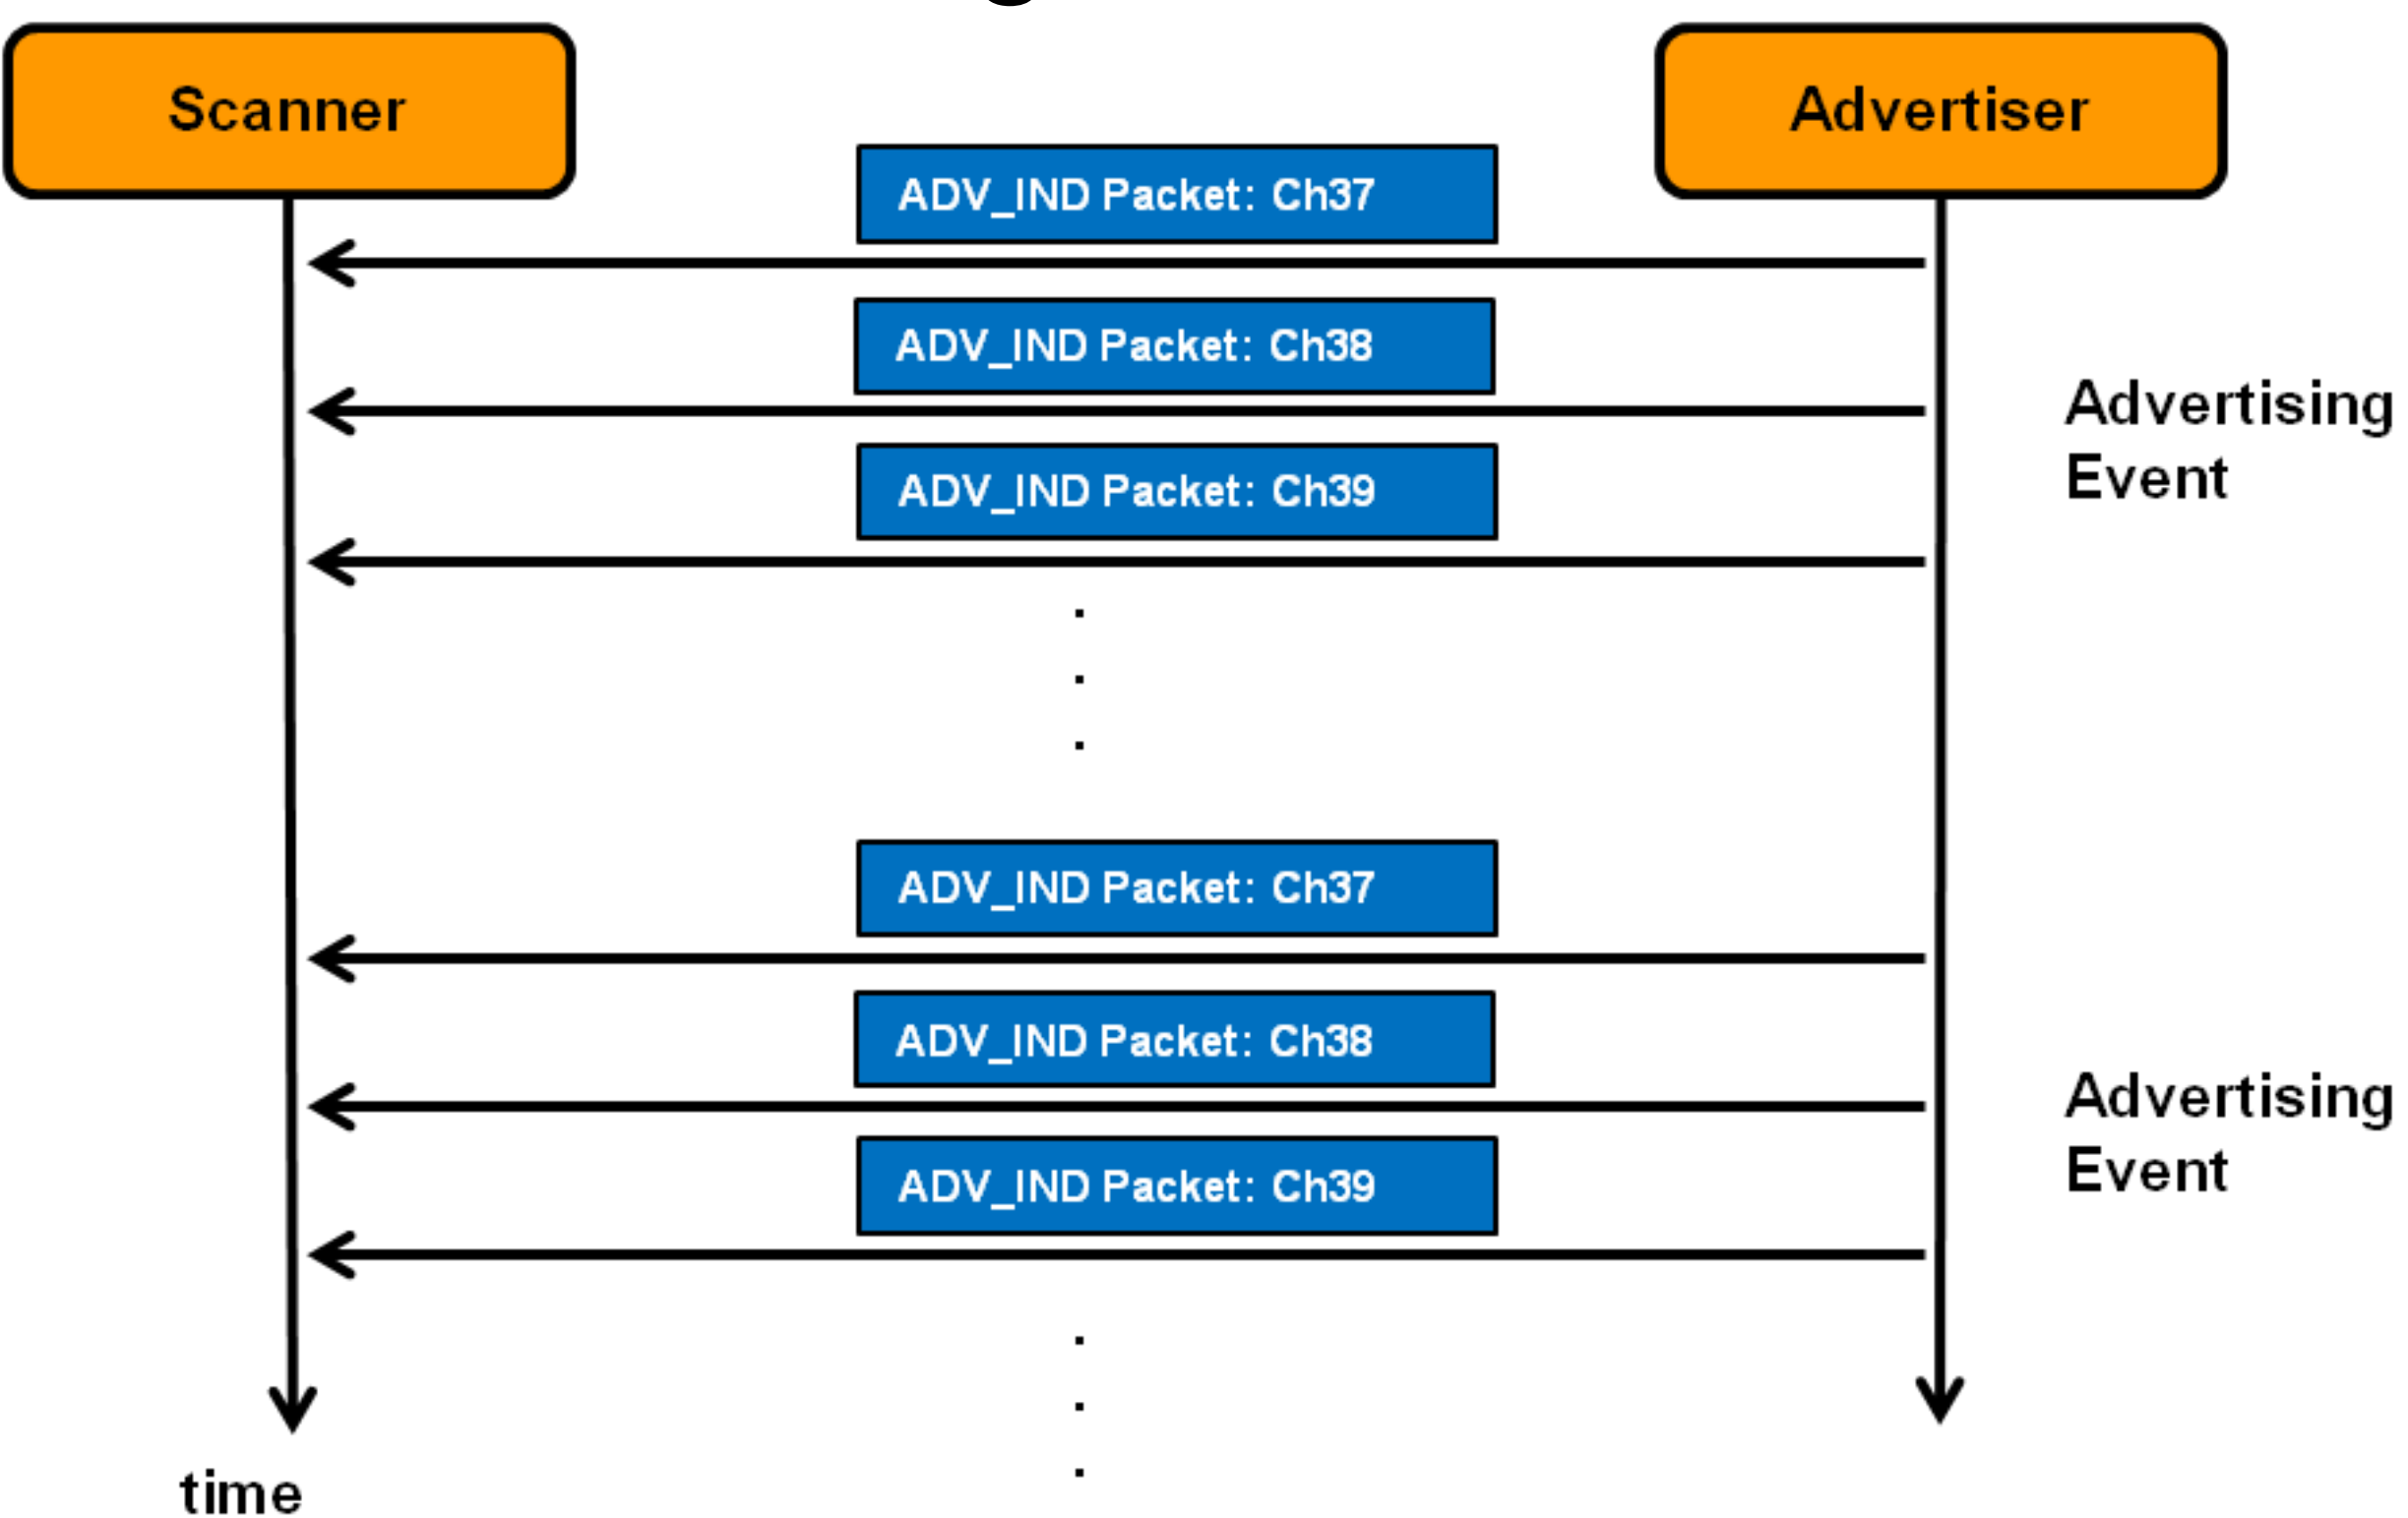 Scanner
Advertiser
ADV_IND Packet: Ch37
ADV_IND Packet: Ch38
Advertising
Event
ADV_IND Packet: Ch39
.
.
.
ADV_IND Packet: Ch37
ADV_IND Packet: Ch38
Advertising
Event
ADV_IND Packet: Ch39
.
.
.
time